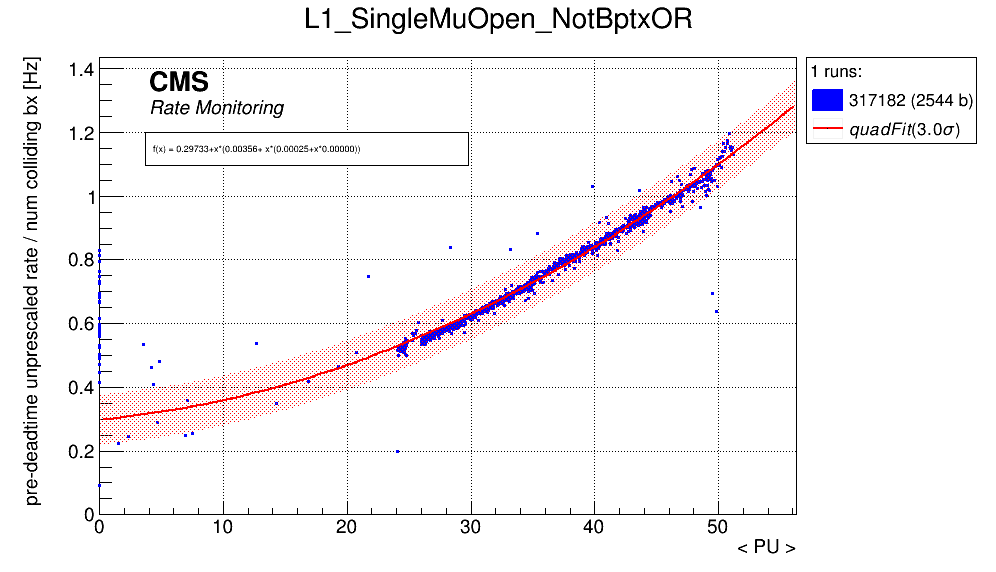 L1_SingleMuOpen_NotBptxOR
pre-deadtime unprescaled rate / num colliding bx [Hz]
CMS
Rate Monitoring
f(x) = 0.29733+x*(0.00356+ x*(0.00025+x*0.00000))
1 runs:
317182 (2544 b)
quadFit(3.0σ)
1.4
1.2
1
0.8
0.6
0.4
0.2
0
0 10 20 30 40 50
< PU >